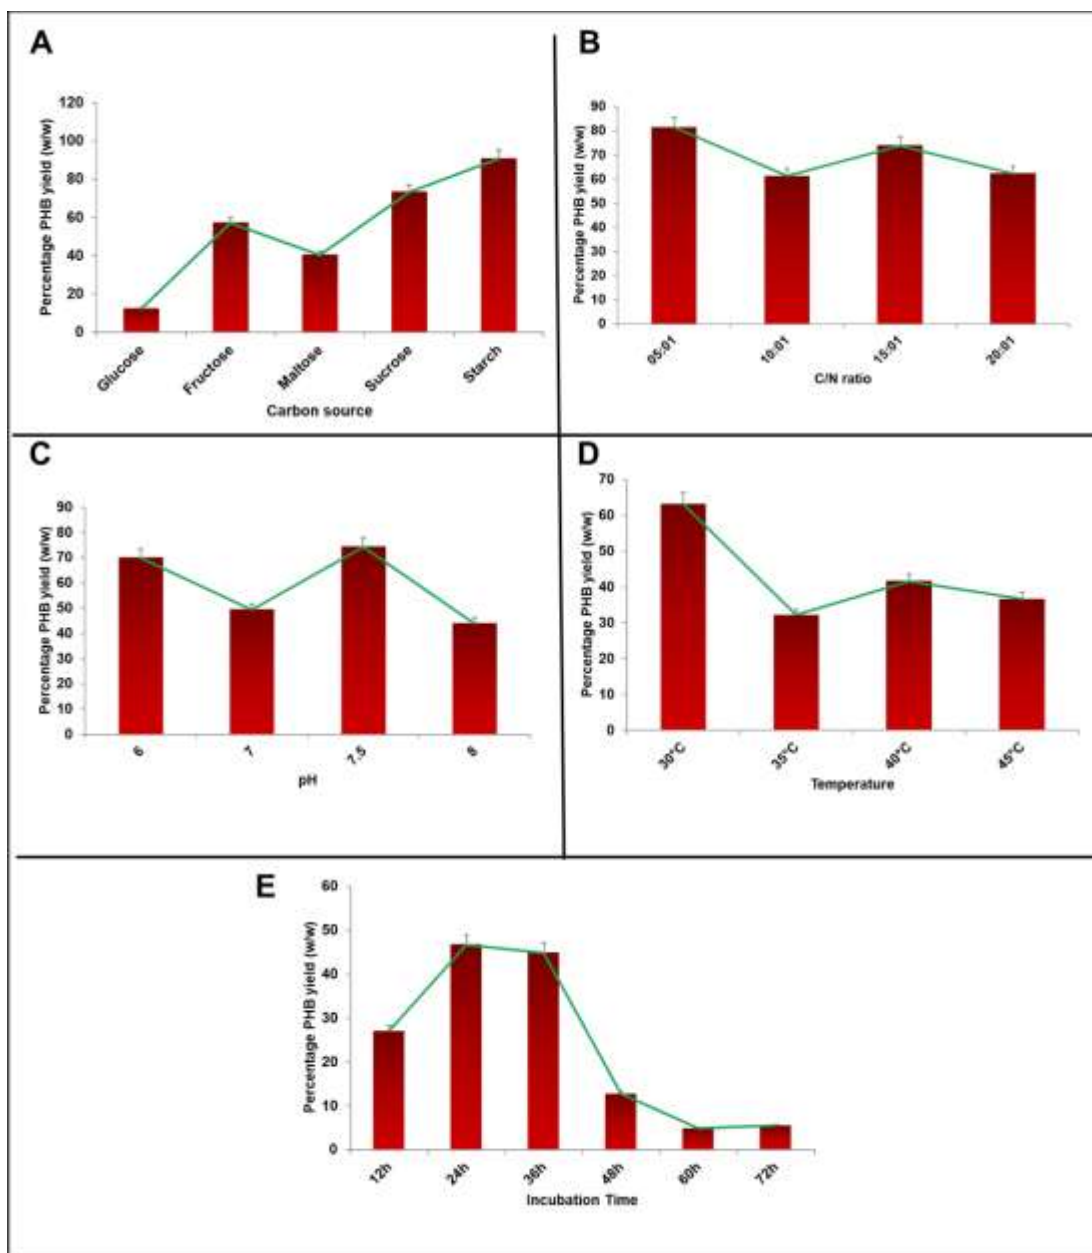 A
Percentage PHB yield (w/w)
120
100
80
60
40
20
0
Glucose
Fructose
Maltose
Sucrose
Starch
Carbon source
B
Percentage PHB yield (w/w)
90
80
70
60
50
40
30
20
10
0
05:01
10:01
15:01
20:01
C/N ratio
C
Percentage PHB yield (w/w)
90
80
70
60
50
40
30
20
10
0
6
7
7.5
8
pH
D
Percentage PHB yield (w/w)
70
60
50
40
30
20
10
0
30°C
35°C
40°C
45°C
Temperature
E
Percentage PHB yield (w/w)
60
50
40
30
20
10
0
12h
24h
36h
48h
60h
72h
Incubation Time